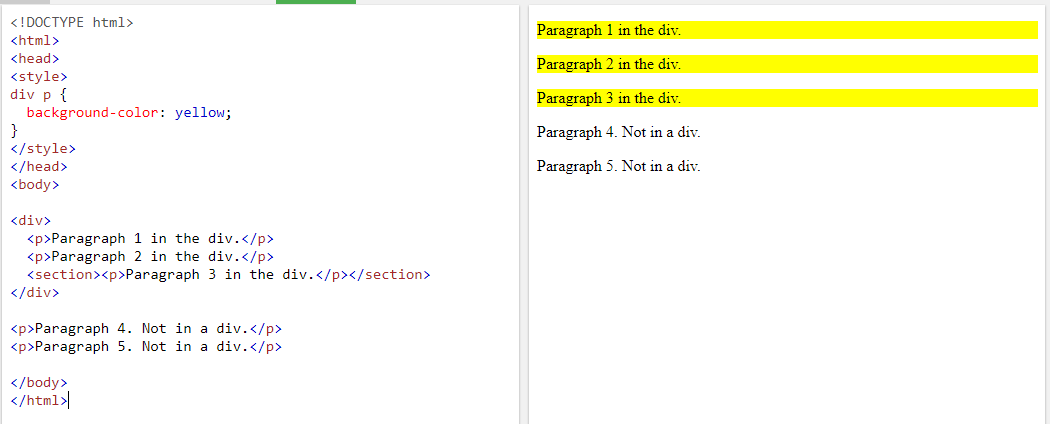 <!DOCTYPE html>
<html>
<head>
<style>
div p {
  background-color: yellow;
}
</style>
</head>
<body>

<div>
  <p>Paragraph 1 in the div.</p>
  <p>Paragraph 2 in the div.</p>
  <section><p>Paragraph 3 in the div.</p></section>
</div>

<p>Paragraph 4. Not in a div.</p>
<p>Paragraph 5. Not in a div.</p>

</body>
</html>
Paragraph 1 in the div.
Paragraph 2 in the div.
Paragraph 3 in the div.
Paragraph 4. Not in a div.
Paragraph 5. Not in a div.